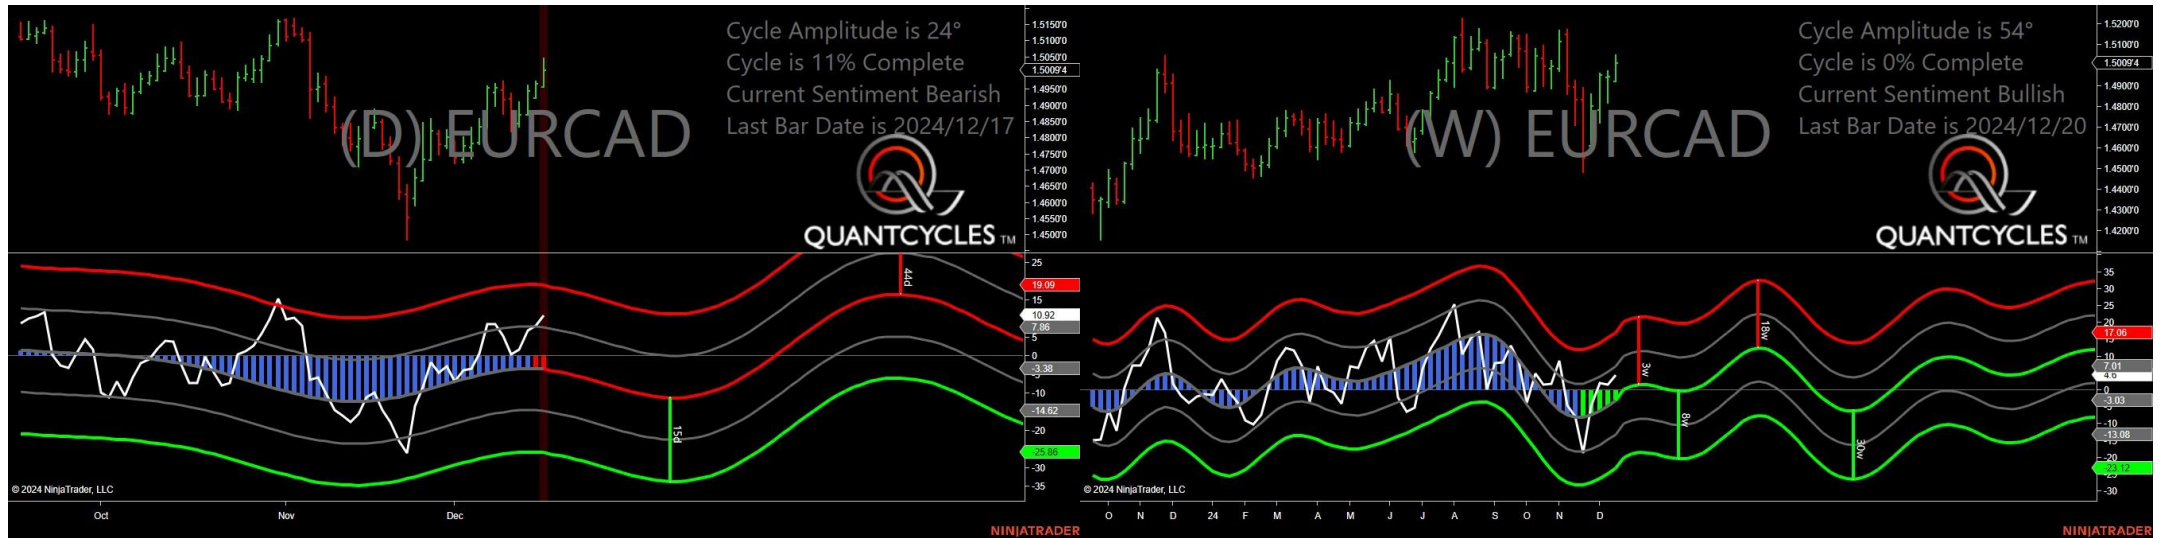 Cycle Amplitude is 24°
Cycle is 11% Complete
Current Sentiment Bearish
Last Bar Date is 2024/12/17
(D) EURCAD
QUANTCYCLES TM
1.5150'0
1.5100'0
1.5050'0
1.5009'4
1.4950'0
1.4900'0
1.4850'0
1.4800'0
1.4750'0
1.4700'0
1.4650'0
1.4600'0
1.4550'0
1.4500'0
44d
15d
25
19.09
15
10.92
7.86
5
0
-3.38
-10
-14.62
-20
-25.86
-30
-35
© 2024 NinjaTrader, LLC
Oct
Nov
Dec
NINJATRADER
Cycle Amplitude is 54°
Cycle is 0% Complete
Current Sentiment Bullish
Last Bar Date is 2024/12/20
(W) EURCAD
QUANTCYCLES TM
1.5200'0
1.5100'0
1.5009'4
1.4900'0
1.4800'0
1.4700'0
1.4600'0
1.4500'0
1.4400'0
1.4300'0
1.4200'0
3w
8w
18w
30w
35
30
25
20
17.06
10
7.01
4.6
0
-3.03
-10
-13.08
-20
-23.12
-30
© 2024 NinjaTrader, LLC
O N D 24 F M A M J J A S O N D
NINJATRADER